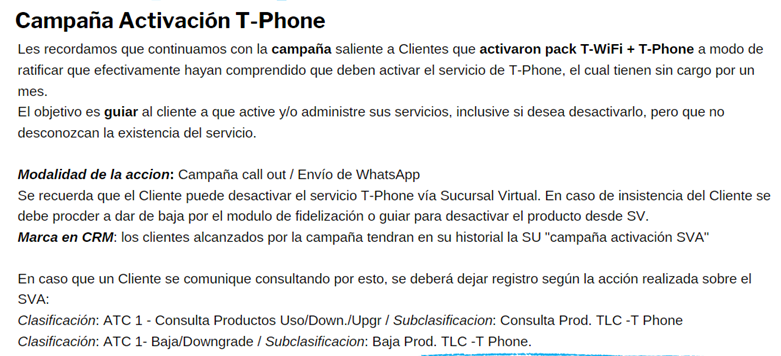 Campaña Activación T-Phone
Les recordamos que continuamos con la campaña saliente a Clientes que activaron pack T-WiFi + T-Phone a modo de
ratificar que efectivamente hayan comprendido que deben activar el servicio de T-Phone, el cual tienen sin cargo por un
mes.
El objetivo es guiar al cliente a que active y/o administre sus servicios, inclusive si desea desactivarlo, pero que no
desconozcan la existencia del servicio.
Modalidad de la accion: Campaña call out / Envío de WhatsApp
Se recuerda que el Cliente puede desactivar el servicio T-Phone vía Sucursal Virtual. En caso de insistencia del Cliente se
debe procder a dar de baja por el modulo de fidelización o guiar para desactivar el producto desde SV.
Marca en CRM: los clientes alcanzados por la campaña tendran en su historial la SU "campaña activación SVA"
En caso que un Cliente se comunique consultando por esto, se deberá dejar registro según la acción realizada sobre el
SVA:
Clasificación: ATC 1 - Consulta Productos Uso/Down./Upgr / Subclasificacion: Consulta Prod. TLC -T Phone
Clasificación: ATC 1- Baja/Downgrade / Subclasificacion: Baja Prod. TLC -T Phone.